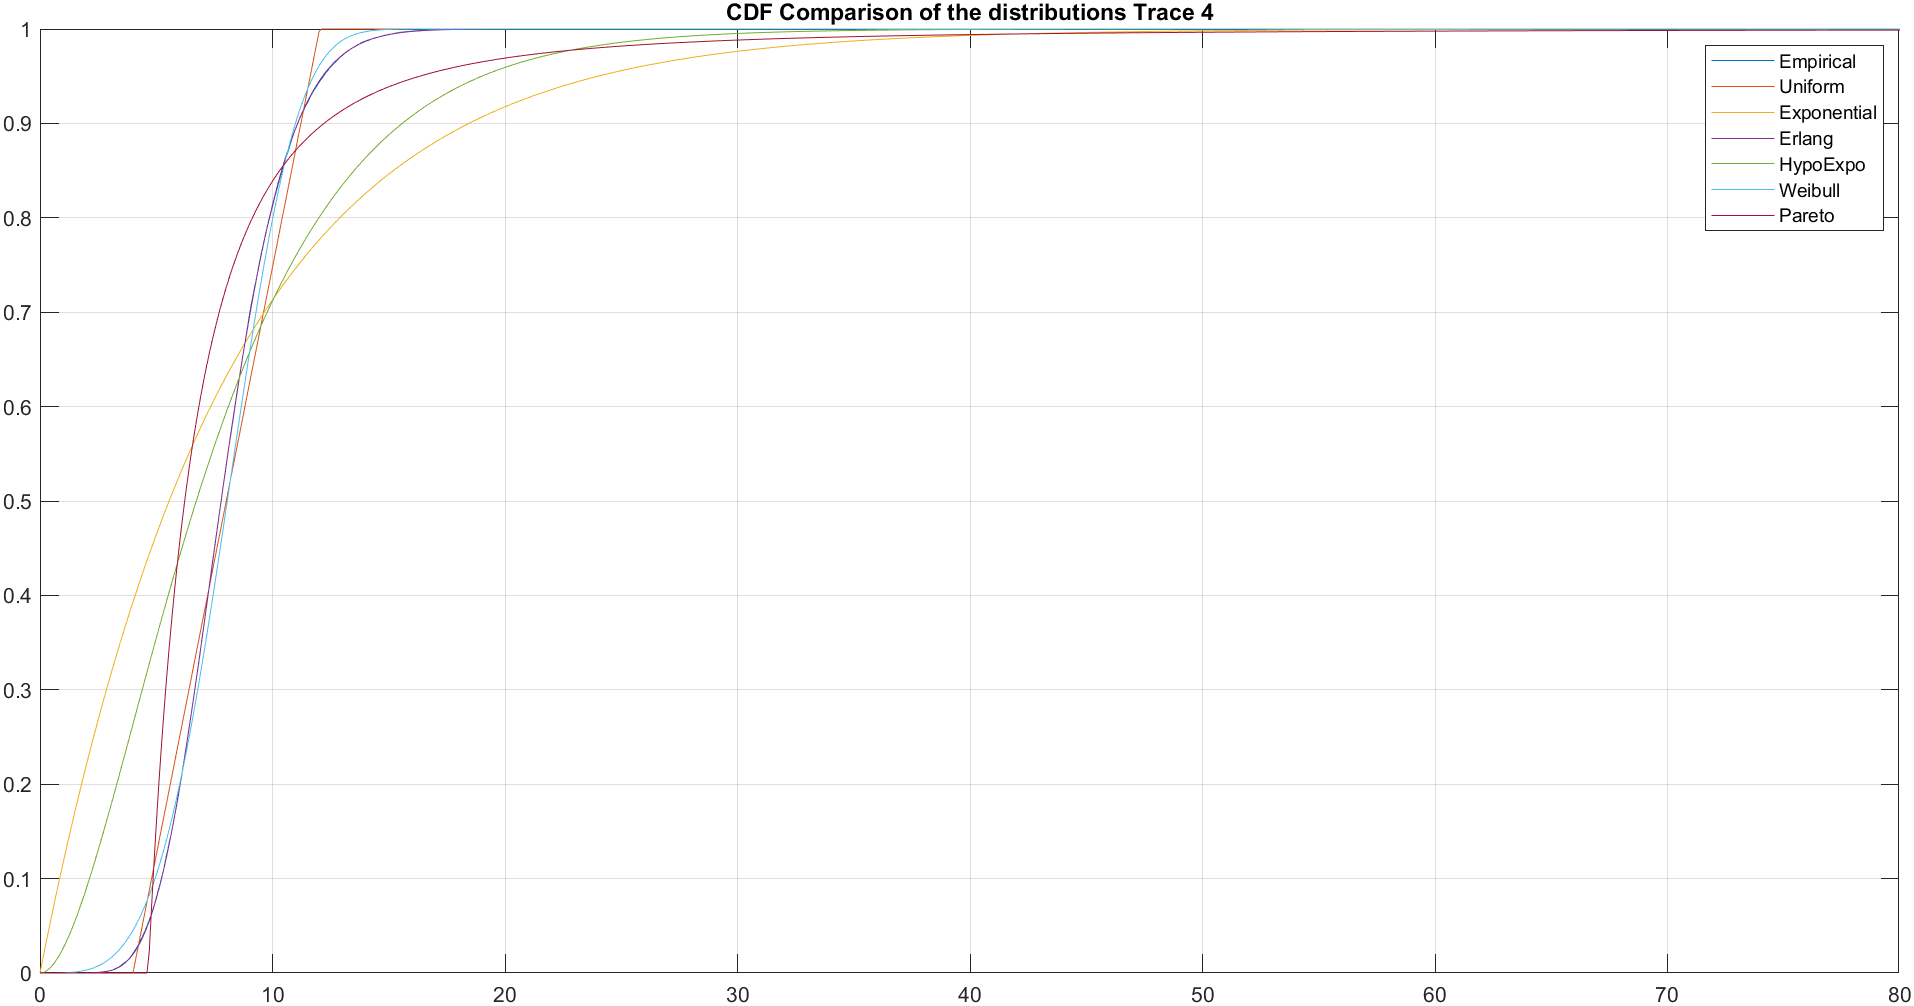 CDF Comparison of the distributions Trace 4
1
0.9
0.8
0.7
0.6
0.5
0.4
0.3
0.2
0.1
0
Empirical
Uniform
Exponential
Erlang
HypoExpo
Weibull
Pareto
0 10 20 30 40 50 60 70 80